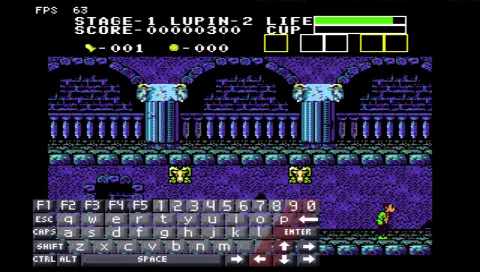 FPS 63
STAGE-1 LUPIN-2 LIFE
SCORE-00000300 CUP
-001 -000
F1 F2 F3 F4 F5 1 2 3 4 5 6 7 8 9 0
ESC q w e r t y u i o p ←
CAPS a s d f g h j k l ENTER
SHIFT z x c v b n m ↑ →
CTRL ALT SPACE → ← ↓ →